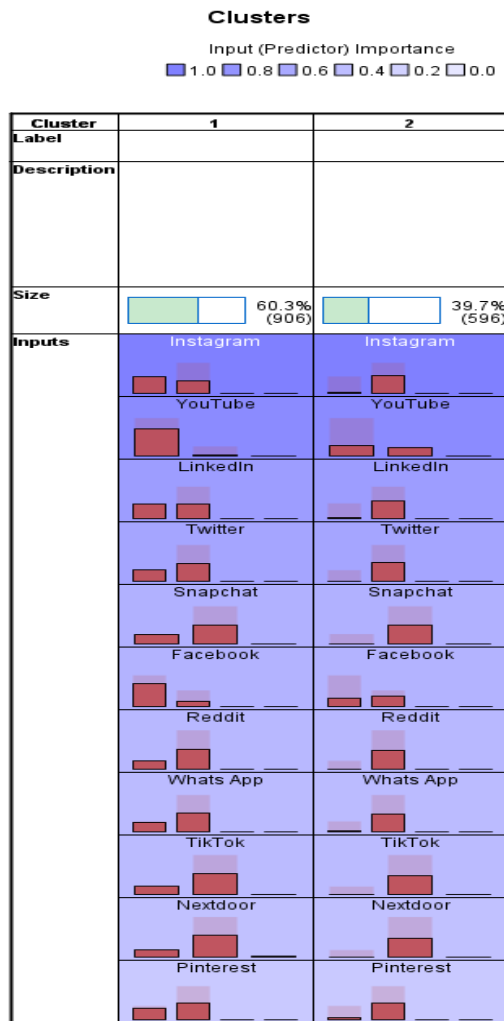 Clusters
Input (Predictor) Importance
1.0 0.8 0.6 0.4 0.2 0.0
Cluster 1 2
Label
Description
Size 60.3% (906) 39.7% (596)
Inputs Instagram Instagram
YouTube YouTube
LinkedIn LinkedIn
Twitter Twitter
Snapchat Snapchat
Facebook Facebook
Reddit Reddit
Whats App Whats App
TikTok TikTok
Nextdoor Nextdoor
Pinterest Pinterest